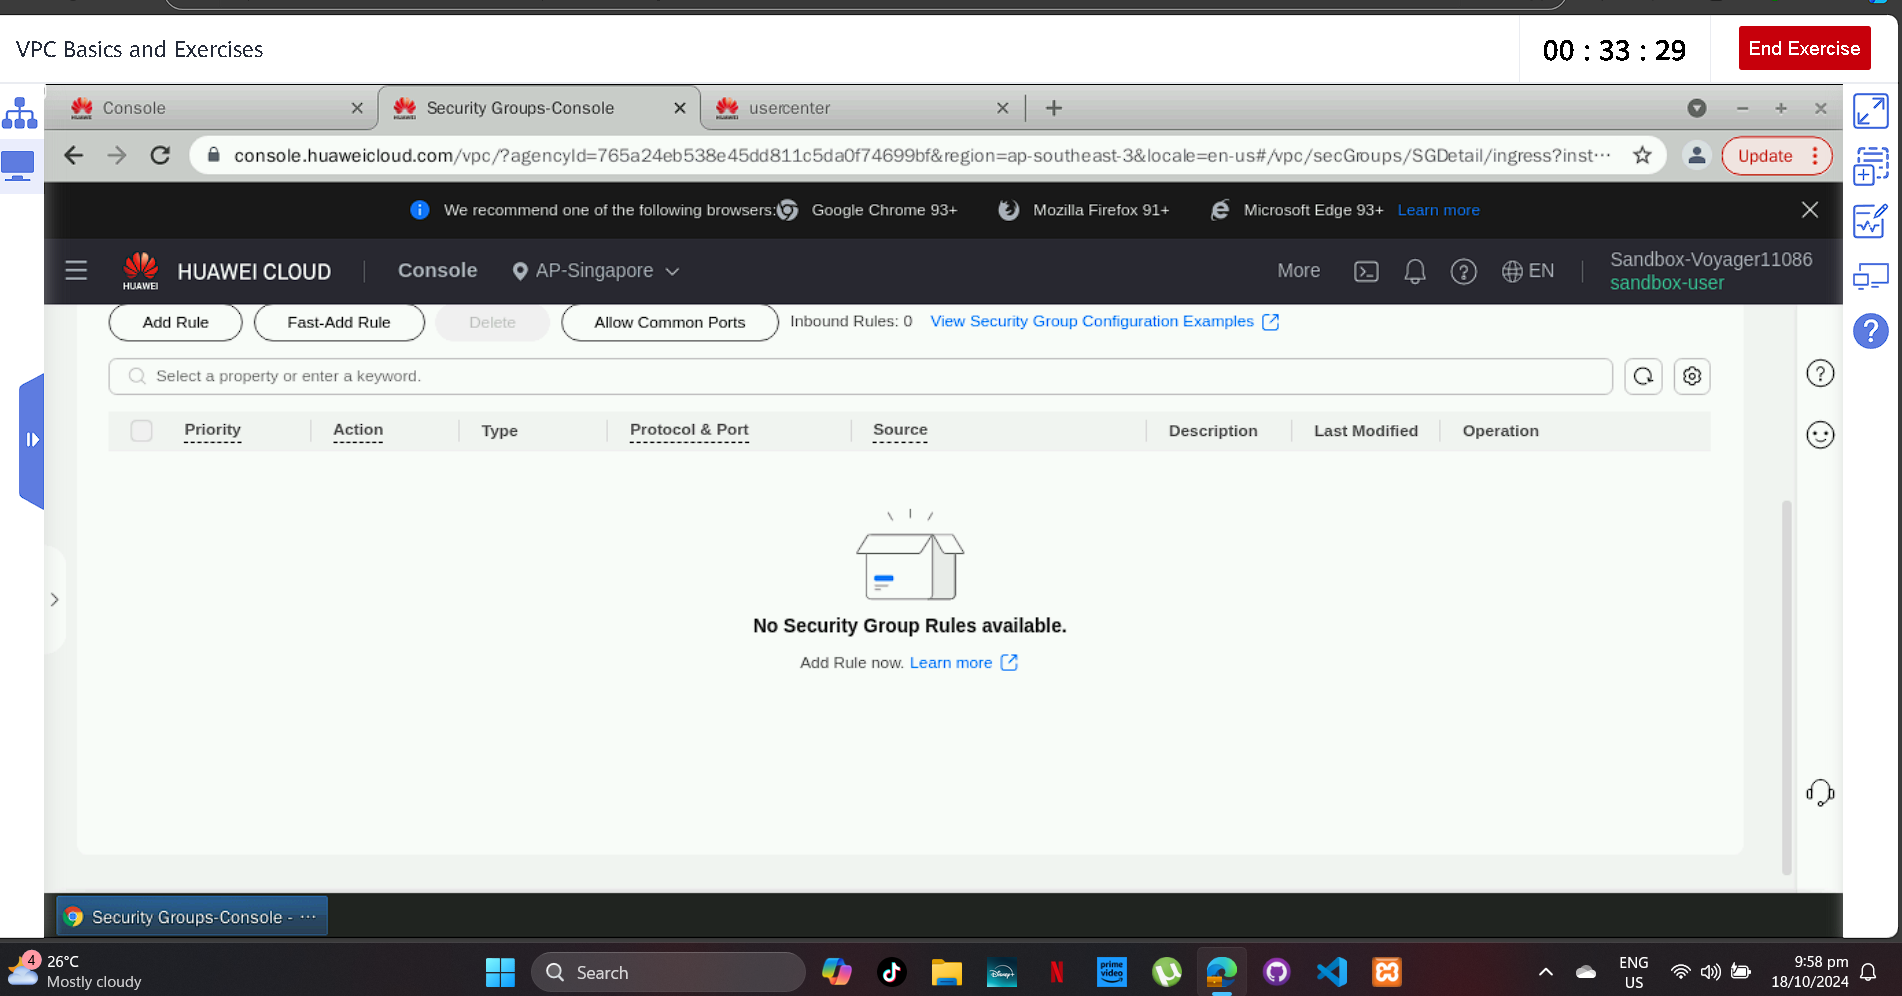 VPC Basics and Exercises
00 : 33 : 29
End Exercise
Console
Security Groups-Console
usercenter
console.huaweicloud.com/vpc/?agencyId=765a24eb538e45dd811c5da0f74699bf&region=ap-southeast-3&locale=en-us#/vpc/secGroups/SGDetail/ingress?inst···
Update
We recommend one of the following browsers:
Google Chrome 93+
Mozilla Firefox 91+
Microsoft Edge 93+
Learn more
HUAWEI
HUAWEI CLOUD
Console
AP-Singapore
More
EN
Sandbox-Voyager11086
sandbox-user
Add Rule
Fast-Add Rule
Delete
Allow Common Ports
Inbound Rules: 0
View Security Group Configuration Examples
Select a property or enter a keyword.
Priority
Action
Type
Protocol & Port
Source
Description
Last Modified
Operation
No Security Group Rules available.
Add Rule now. Learn more
Security Groups-Console - ···
4
26°C
Mostly cloudy
Search
Disney+
N
prime video
ENG
US
9:58 pm
18/10/2024